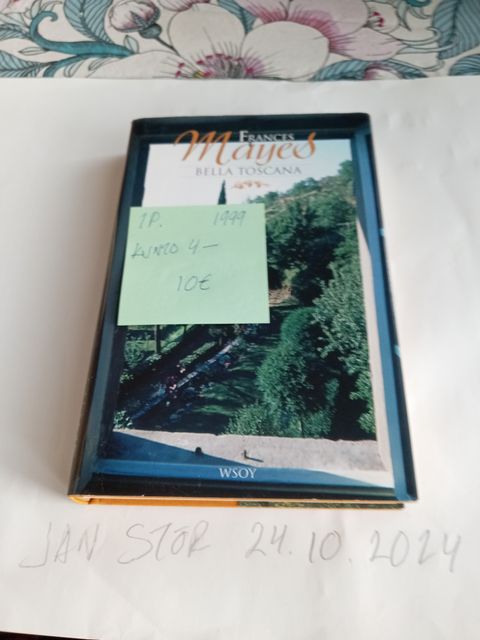 FRANCES
Mayes
BELLA TOSCANA
1P. 1999
KUNTO 4-
10€
WSOY
JAN STOR 24.10.2024